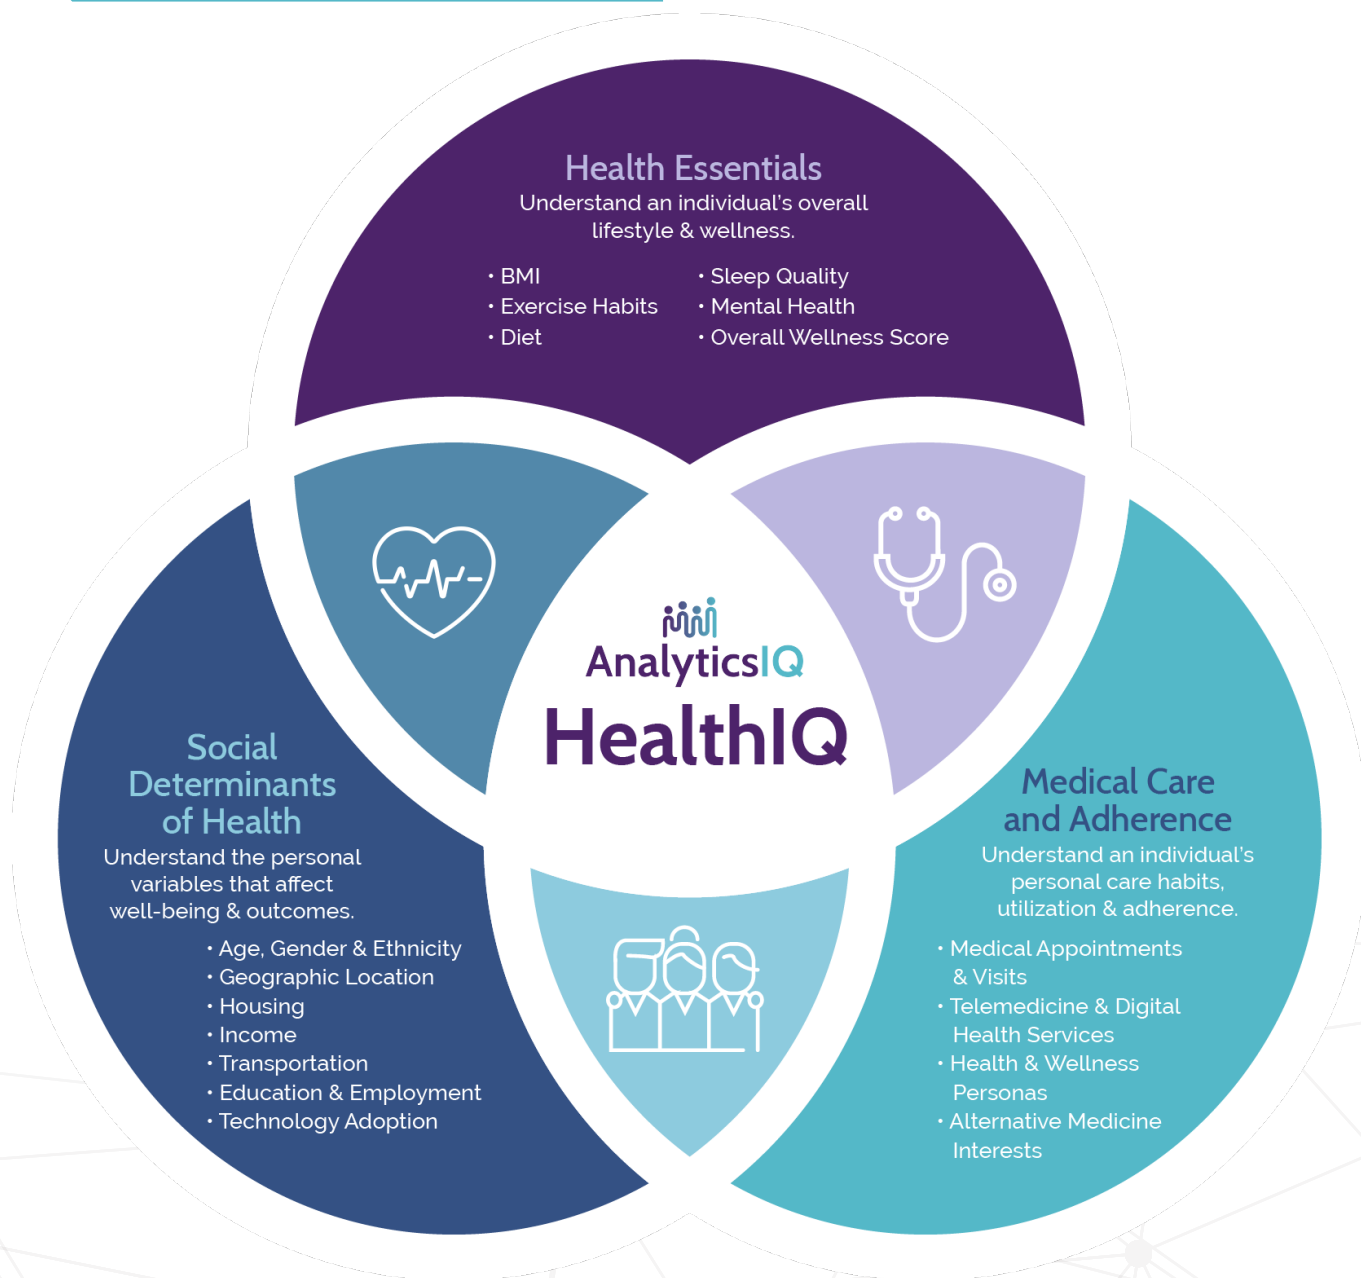 Health Essentials
Understand an individual's overall
lifestyle & wellness.
• BMI
• Exercise Habits
• Diet
• Sleep Quality
• Mental Health
• Overall Wellness Score
AnalyticsIQ
HealthIQ
Social
Determinants
of Health
Understand the personal
variables that affect
well-being & outcomes.
• Age, Gender & Ethnicity
• Geographic Location
• Housing
• Income
• Transportation
• Education & Employment
• Technology Adoption
Medical Care
and Adherence
Understand an individual's
personal care habits,
utilization & adherence.
• Medical Appointments
& Visits
• Telemedicine & Digital
Health Services
• Health & Wellness
Personas
• Alternative Medicine
Interests